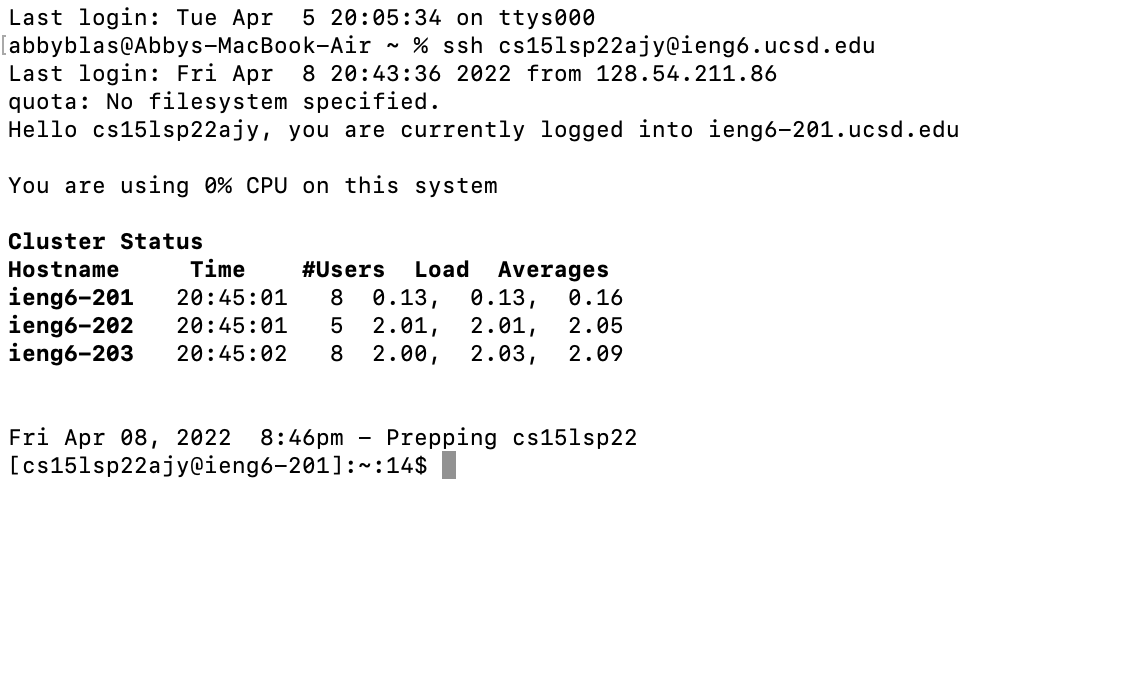 Last login: Tue Apr  5 20:05:34 on ttys000
[abbyblas@Abbys-MacBook-Air ~ % ssh cs15lsp22ajy@ieng6.ucsd.edu
Last login: Fri Apr  8 20:43:36 2022 from 128.54.211.86
quota: No filesystem specified.
Hello cs15lsp22ajy, you are currently logged into ieng6-201.ucsd.edu
You are using 0% CPU on this system
Cluster Status
Hostname     Time    #Users  Load  Averages
ieng6-201   20:45:01   8  0.13,  0.13,  0.16
ieng6-202   20:45:01   5  2.01,  2.01,  2.05
ieng6-203   20:45:02   8  2.00,  2.03,  2.09
Fri Apr 08, 2022  8:46pm - Prepping cs15lsp22
[cs15lsp22ajy@ieng6-201]:~:14$